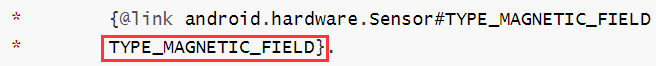 * {@link android.hardware.Sensor#TYPE_MAGNETIC_FIELD
* TYPE_MAGNETIC_FIELD}.